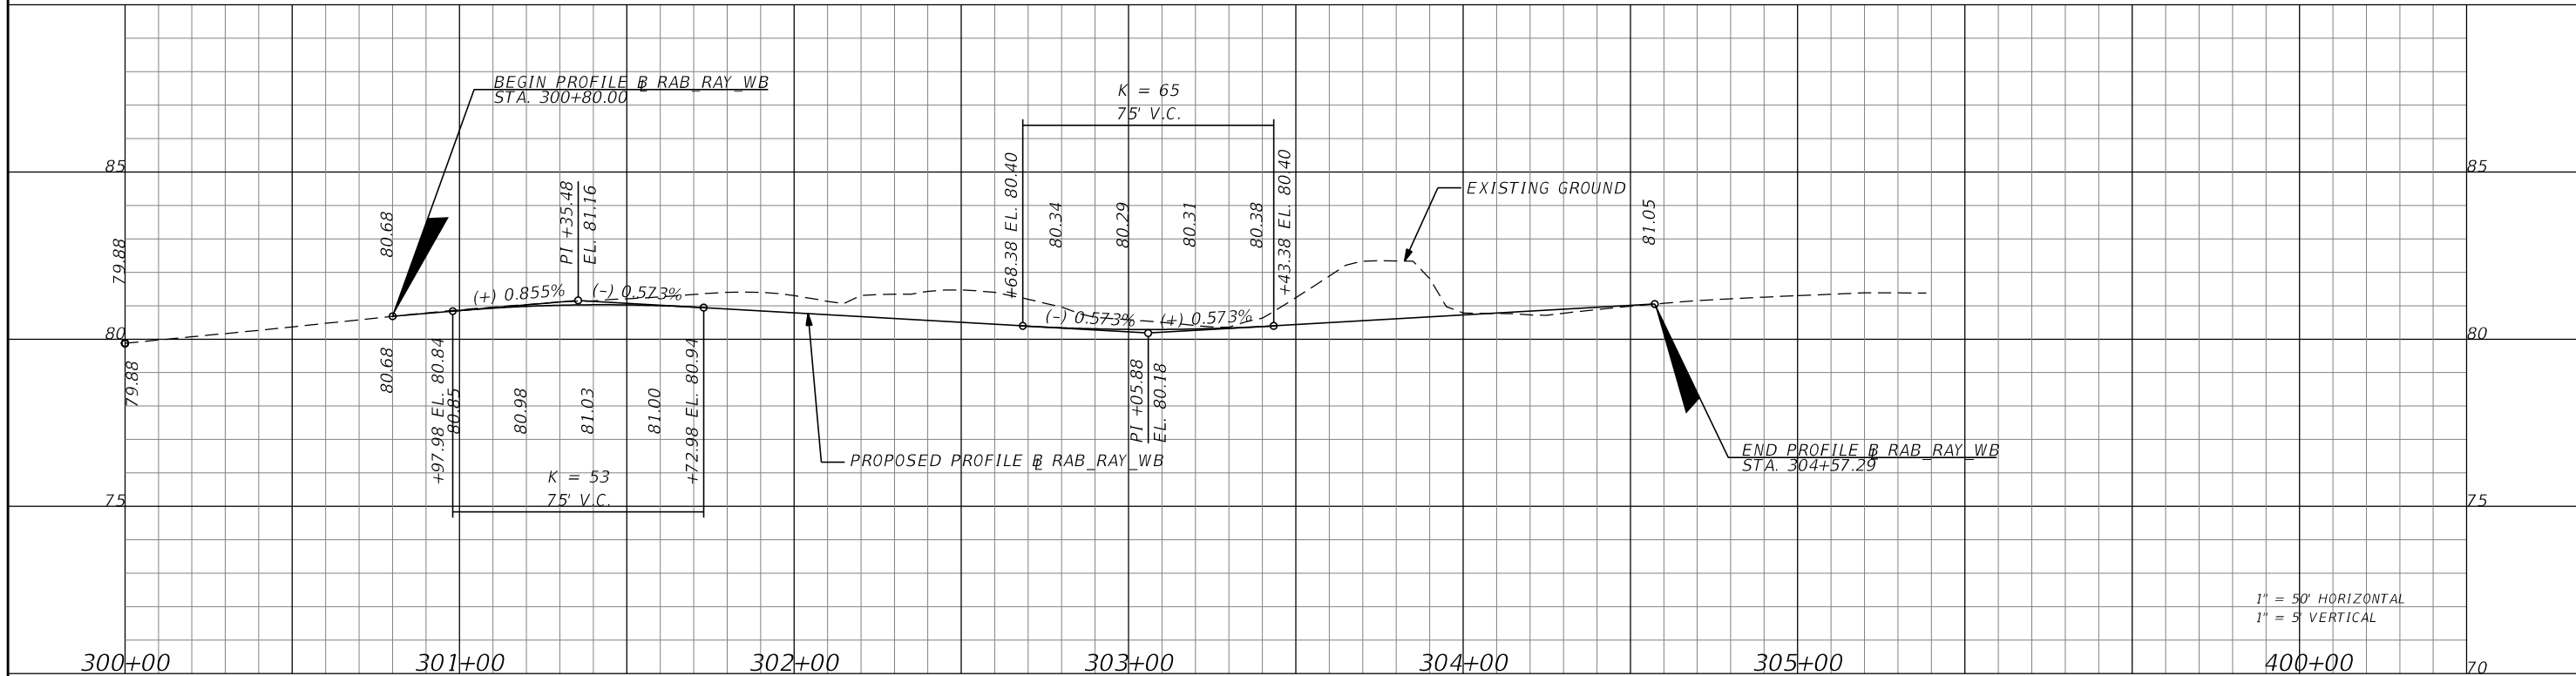 BEGIN PROFILE ℄ RAB_RAY_WB
STA. 300+80.00
K = 65
75' V.C.
85
85
79.88
80.68
PI +35.48
EL. 81.16
+68.38 EL. 80.40
80.34
80.29
80.31
80.38
+43.38 EL. 80.40
EXISTING GROUND
81.05
(+) 0.855%
(-) 0.573%
(-) 0.573%
(+) 0.573%
80
80
79.88
80.68
+97.98 EL. 80.84
80.85
80.98
81.03
81.00
+72.98 EL. 80.94
PI +05.88
EL. 80.18
PROPOSED PROFILE ℄ RAB_RAY_WB
END PROFILE ℄ RAB_RAY_WB
STA. 304+57.29
K = 53
75' V.C.
75
75
1" = 50' HORIZONTAL
1" = 5' VERTICAL
300+00
301+00
302+00
303+00
304+00
305+00
400+00
70